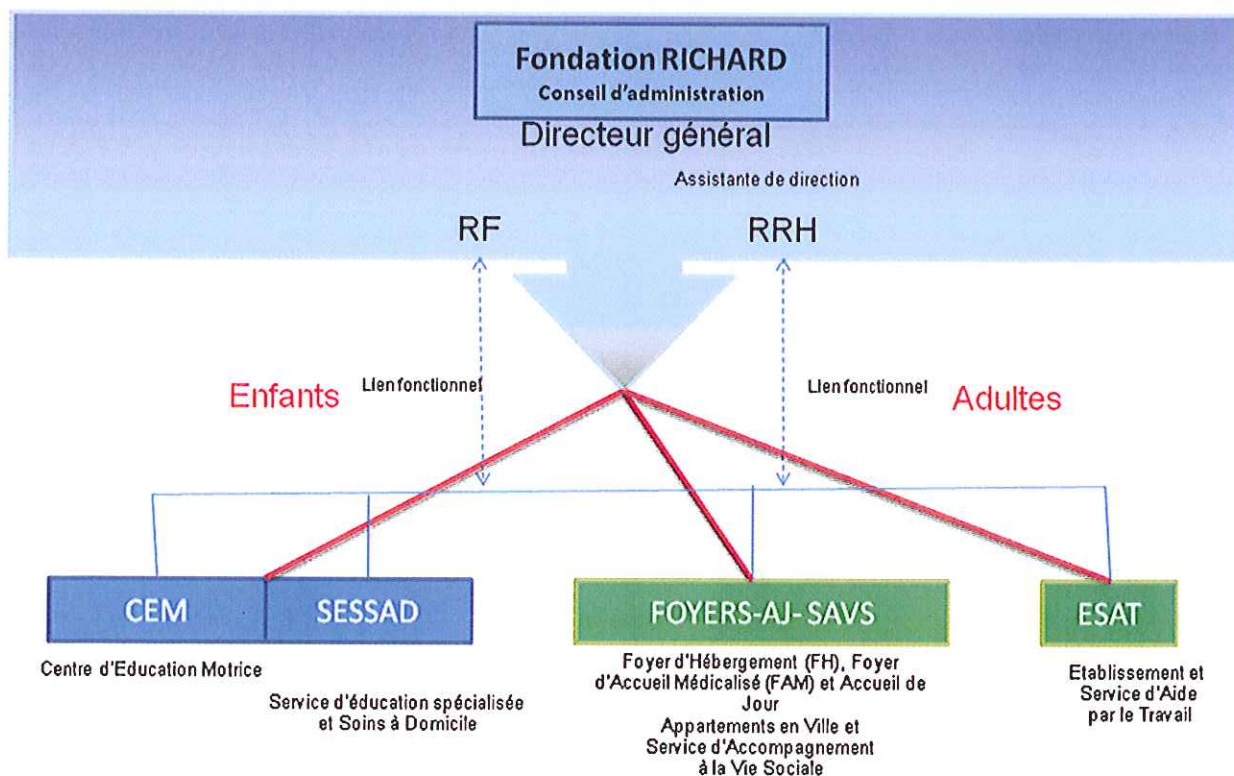 Fondation RICHARD
Conseil d'administration
Directeur général
Assistante de direction
RF
RRH
Enfants
Lien fonctionnel
Lien fonctionnel
Adultes
CEM
SESSAD
FOYERS-AJ- SAVS
ESAT
Centre d'Education Motrice
Service d'éducation spécialisée
et Soins à Domicile
Foyer d'Hébergement (FH), Foyer
d'Accueil Médicalisé (FAM) et Accueil de
Jour
Appartements en Ville et
Service d'Accompagnement
à la Vie Sociale
Etablissement et
Service d'Aide
par le Travail